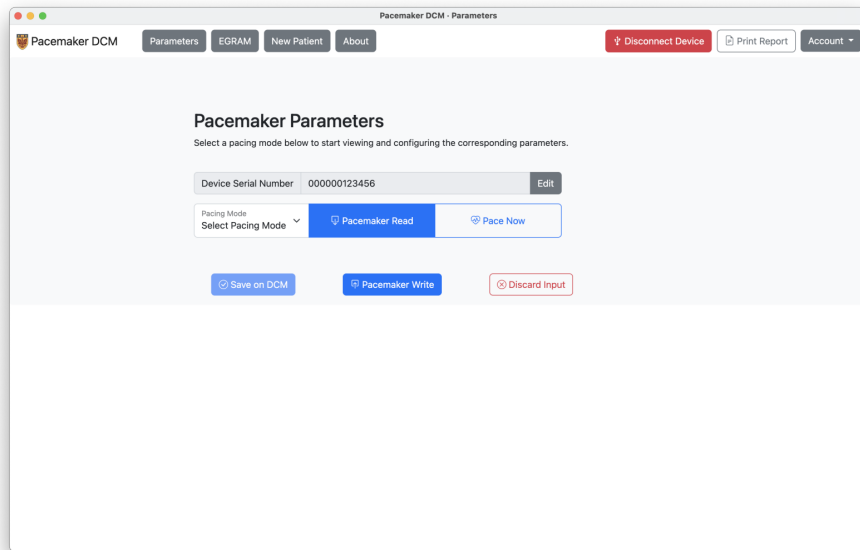 Pacemaker DCM - Parameters
Pacemaker DCM Parameters EGRAM New Patient About Disconnect Device Print Report Account
Pacemaker Parameters
Select a pacing mode below to start viewing and configuring the corresponding parameters.
Device Serial Number 000000123456 Edit
Pacing Mode
Select Pacing Mode Pacemaker Read Pace Now
Save on DCM Pacemaker Write Discard Input